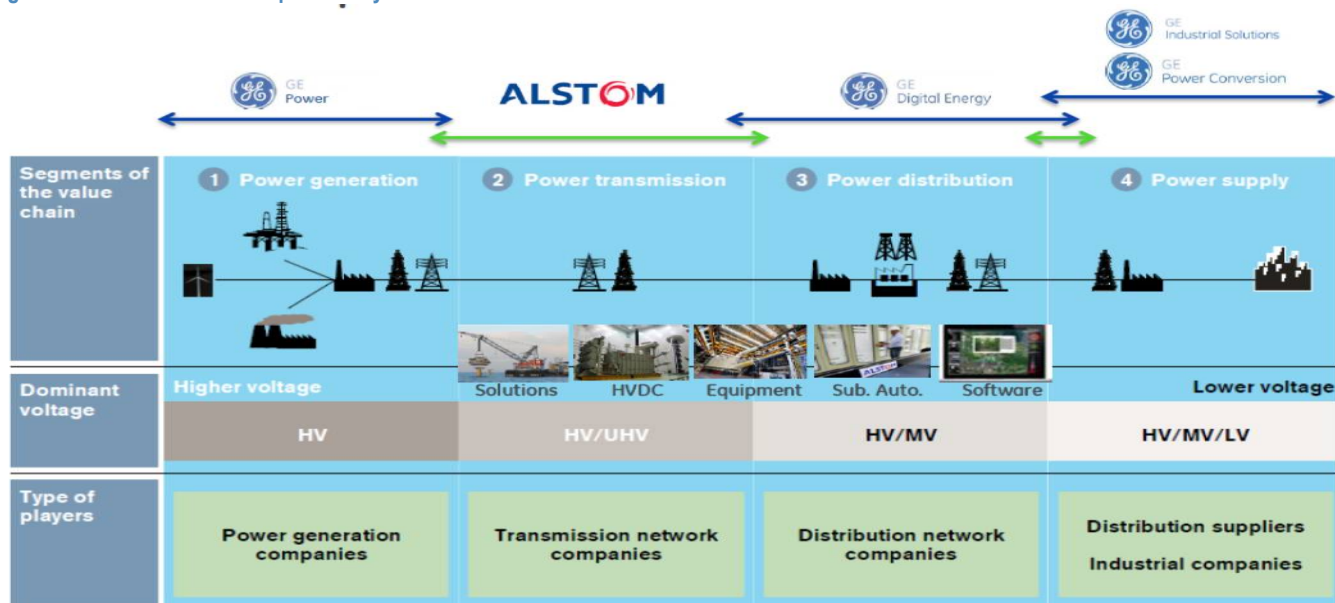 GE
Industrial Solutions
GE
Power
ALSTOM
GE
Digital Energy
GE
Power Conversion
Segments of
the value
chain
1 Power generation
2 Power transmission
3 Power distribution
4 Power supply
Solutions
HVDC
Equipment
Sub. Auto.
Software
Dominant
voltage
Higher voltage
Lower voltage
HV
HV/UHV
HV/MV
HV/MV/LV
Type of
players
Power generation
companies
Transmission network
companies
Distribution network
companies
Distribution suppliers
Industrial companies